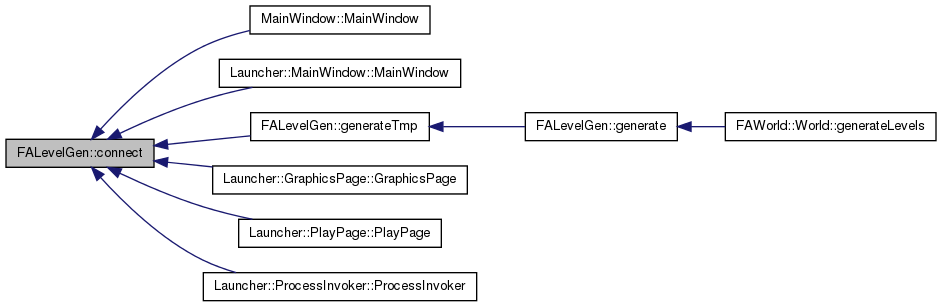 MainWindow::MainWindow
Launcher::MainWindow::MainWindow
FALevelGen::generateTmp
FALevelGen::generate
FAWorld::World::generateLevels
FALevelGen::connect
Launcher::GraphicsPage::GraphicsPage
Launcher::PlayPage::PlayPage
Launcher::ProcessInvoker::ProcessInvoker